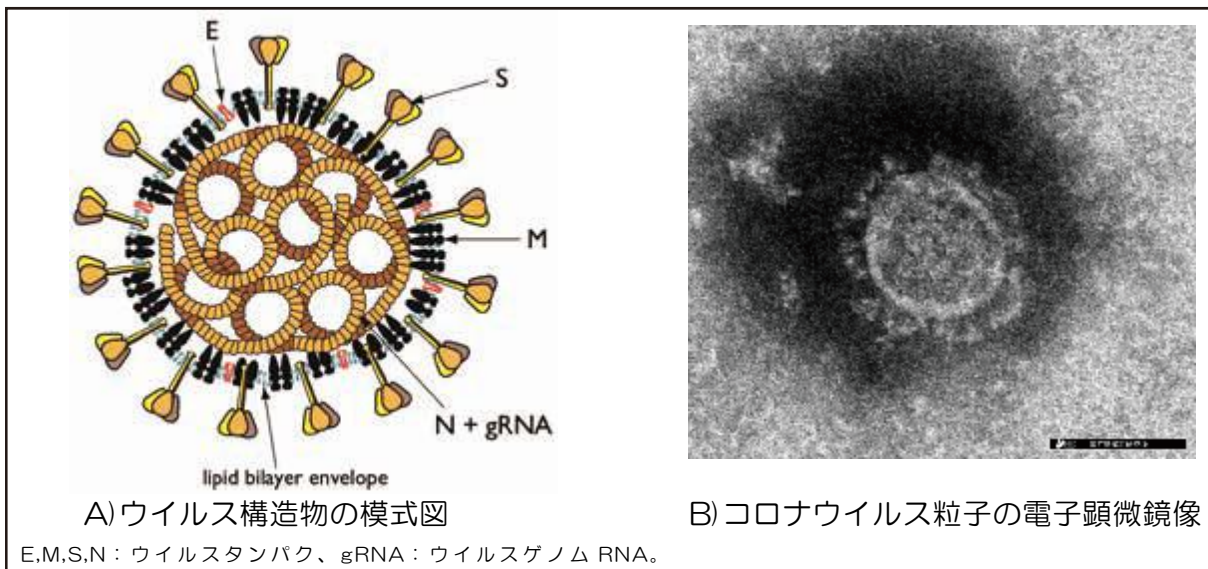 E
S
M
N + gRNA
lipid bilayer envelope
A)ウイルス構造物の模式図
B)コロナウイルス粒子の電子顕微鏡像
E,M,S,N：ウイルスタンパク、gRNA：ウイルスゲノム RNA。